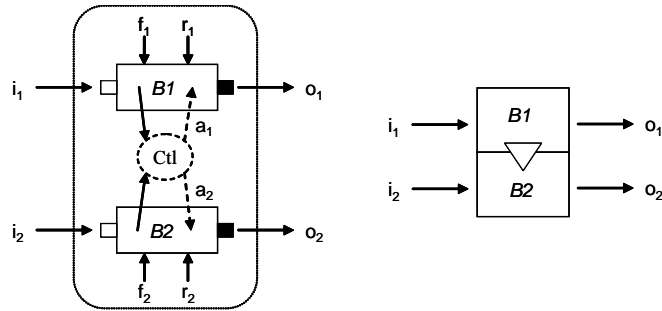 f₁ r₁
i₁ B1 o₁
a₁
Ctl
a₂
i₂ B2 o₂
f₂ r₂
i₁ B1 o₁
i₂ B2 o₂